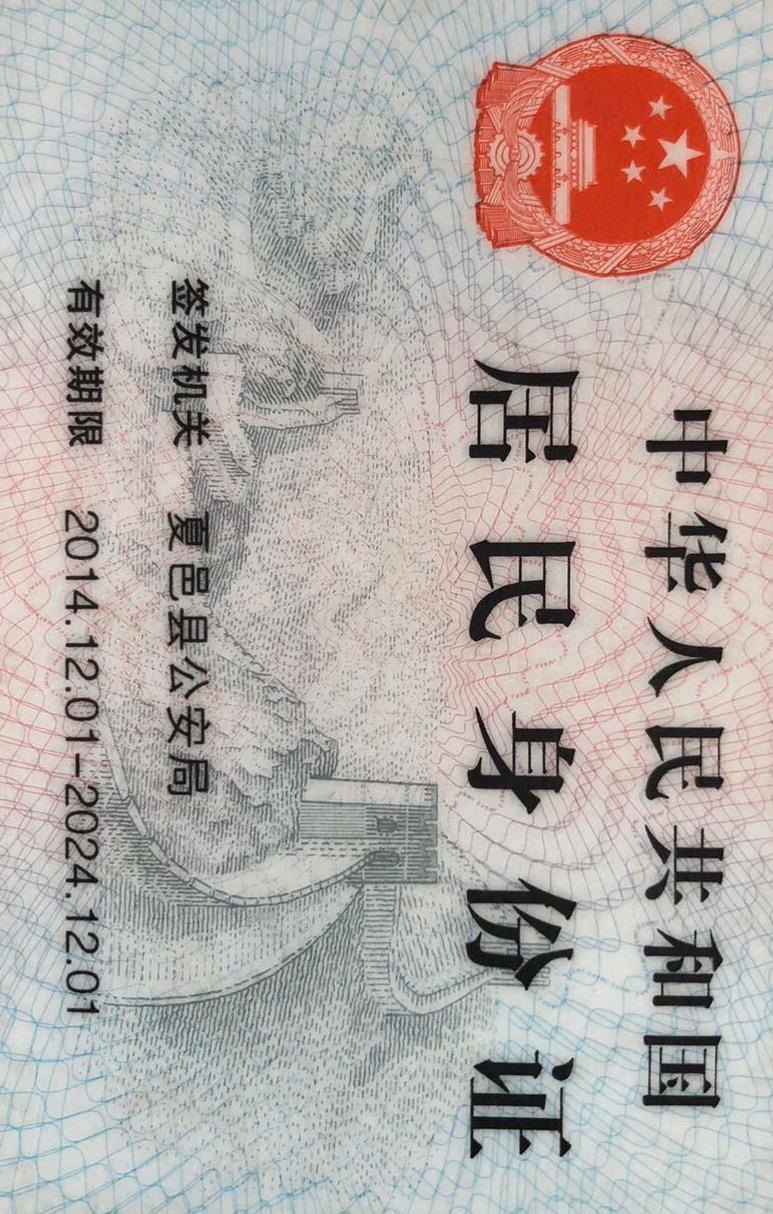 中华人民共和国
居民身份证
签发机关 夏邑县公安局
有效期限 2014.12.01-2024.12.01